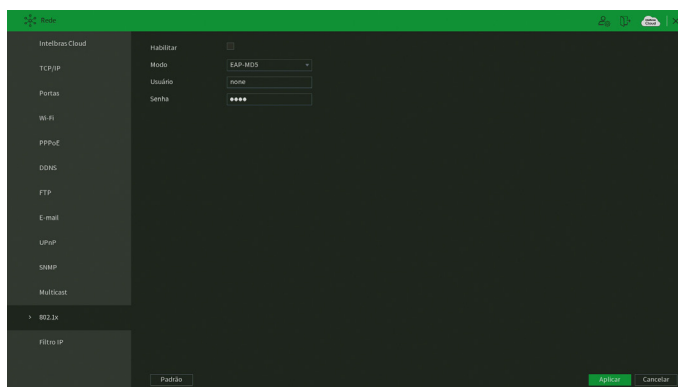 Rede
Intelbras Cloud
TCP/IP
Portas
Wi-Fi
PPPoE
DDNS
FTP
E-mail
UPnP
SNMP
Multicast
802.1x
Filtro IP
Habilitar
Modo EAP-MD5
Usuário none
Senha ●●●●
Padrão Aplicar Cancelar